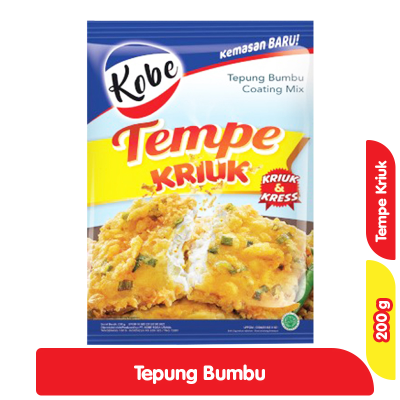 Kemasan BARU!
Kobe
Tepung Bumbu
Coating Mix
Tempe
KRIUK
KRIUK
&
KRESS
Tempe Kriuk
200 g
Tepung Bumbu